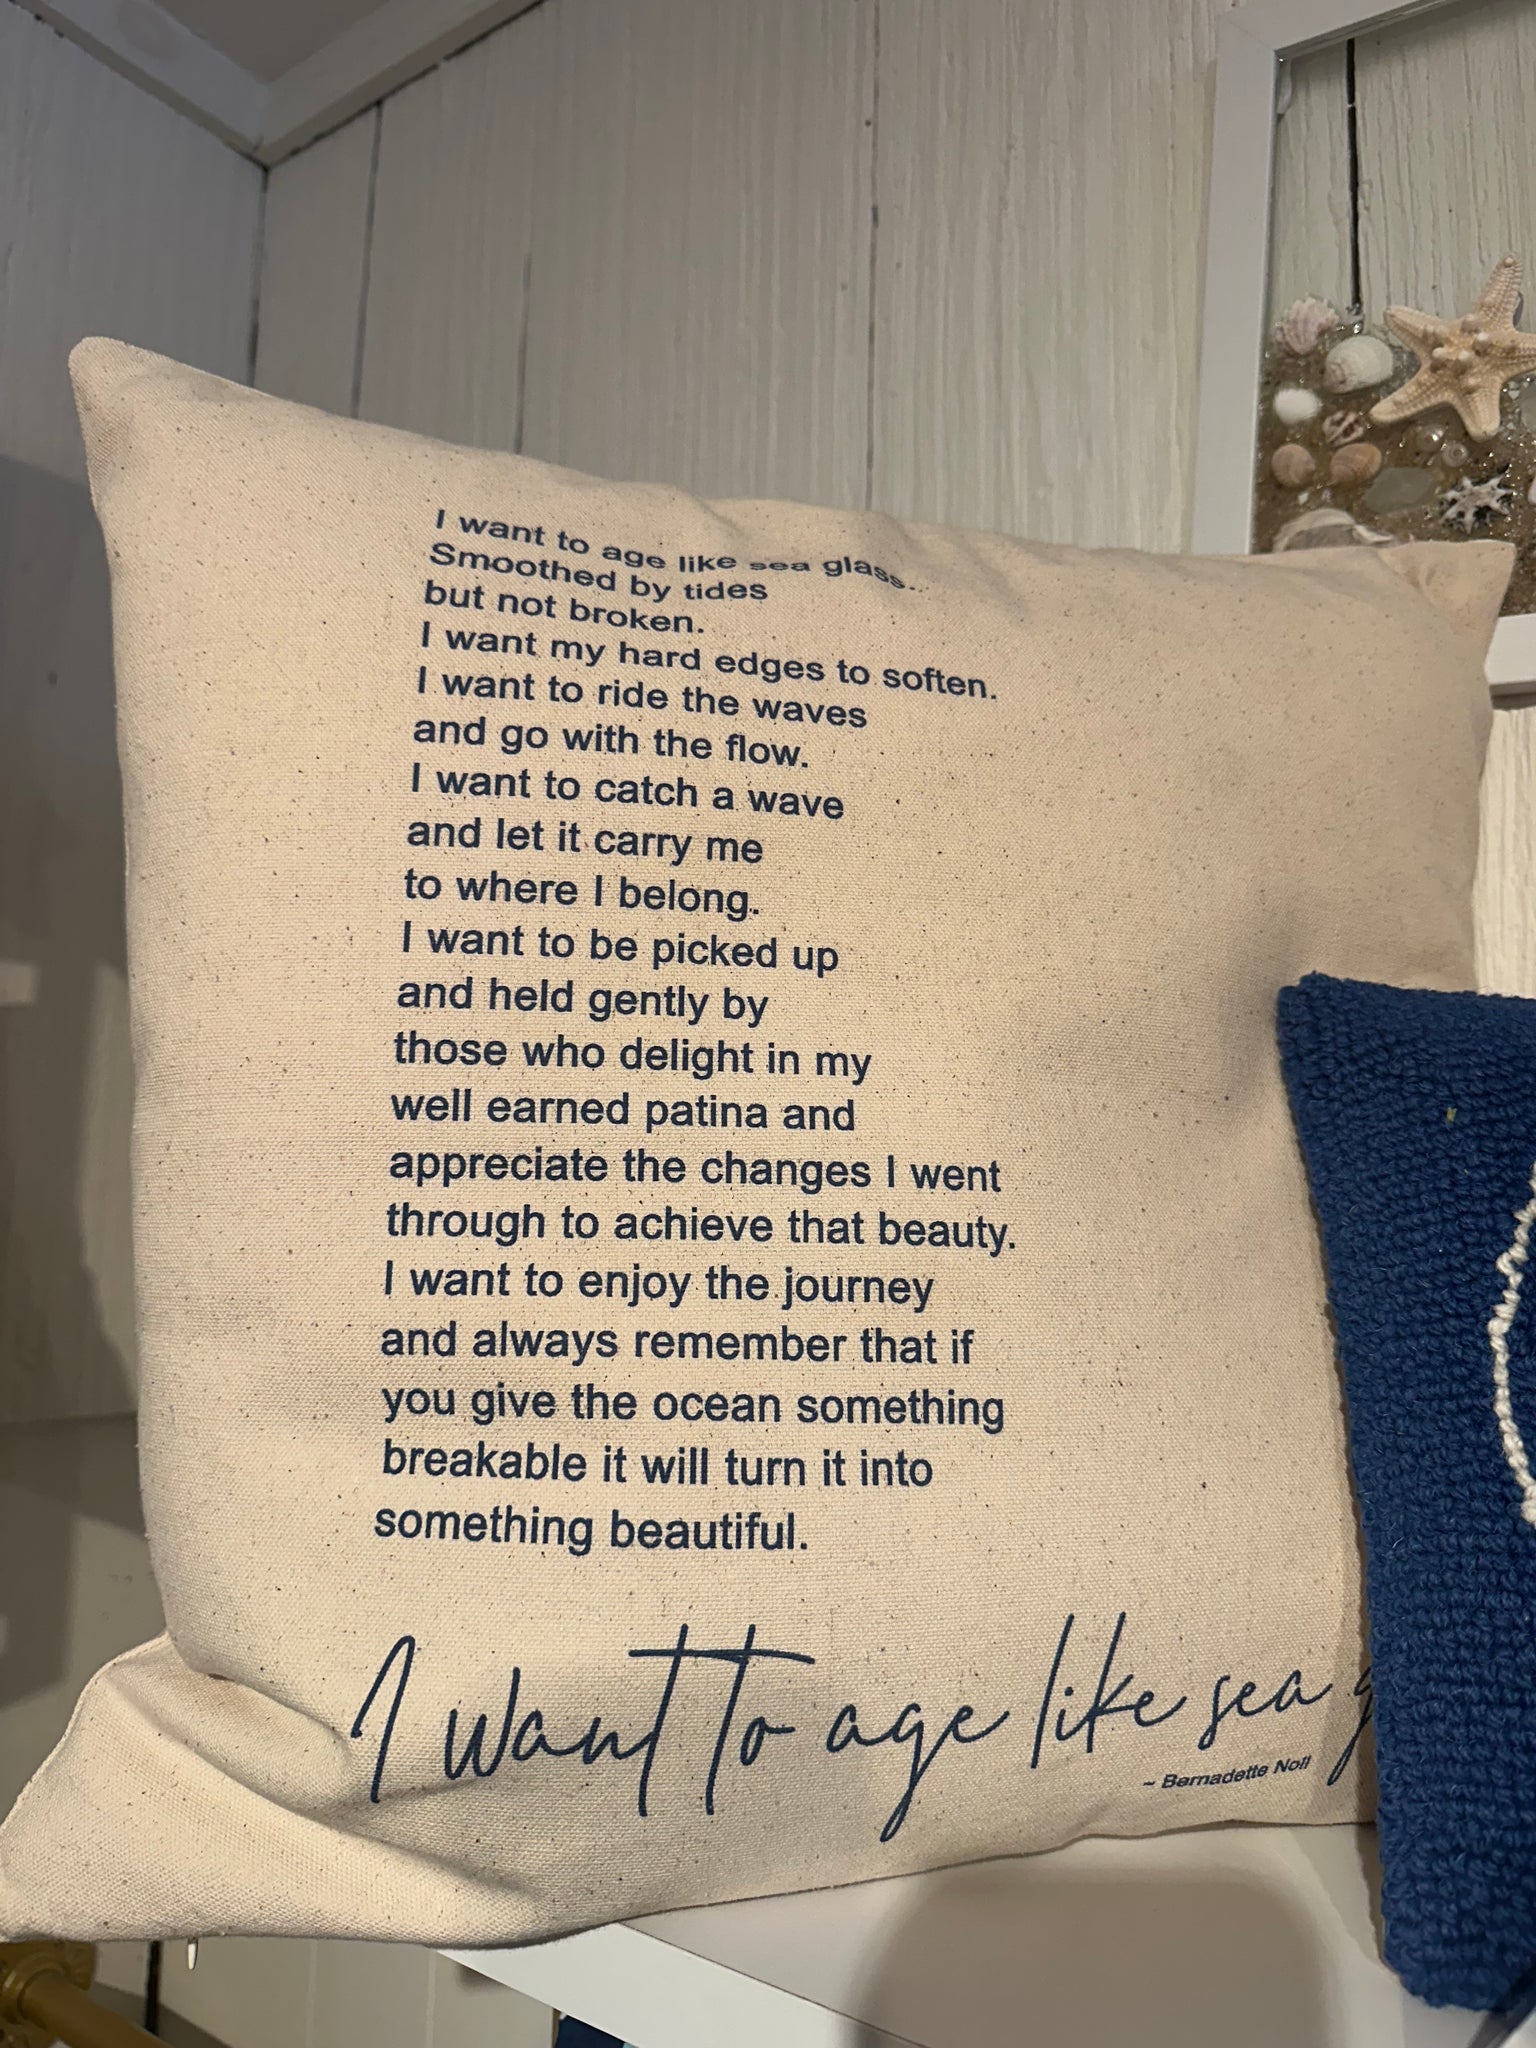 I want to age like sea glass...
Smoothed by tides
but not broken.
I want my hard edges to soften.
I want to ride the waves
and go with the flow.
I want to catch a wave
and let it carry me
to where I belong.
I want to be picked up
and held gently by
those who delight in my
well earned patina and
appreciate the changes I went
through to achieve that beauty.
I want to enjoy the journey
and always remember that if
you give the ocean something
breakable it will turn it into
something beautiful.
I want to age like sea g
~ Bernadette Noll